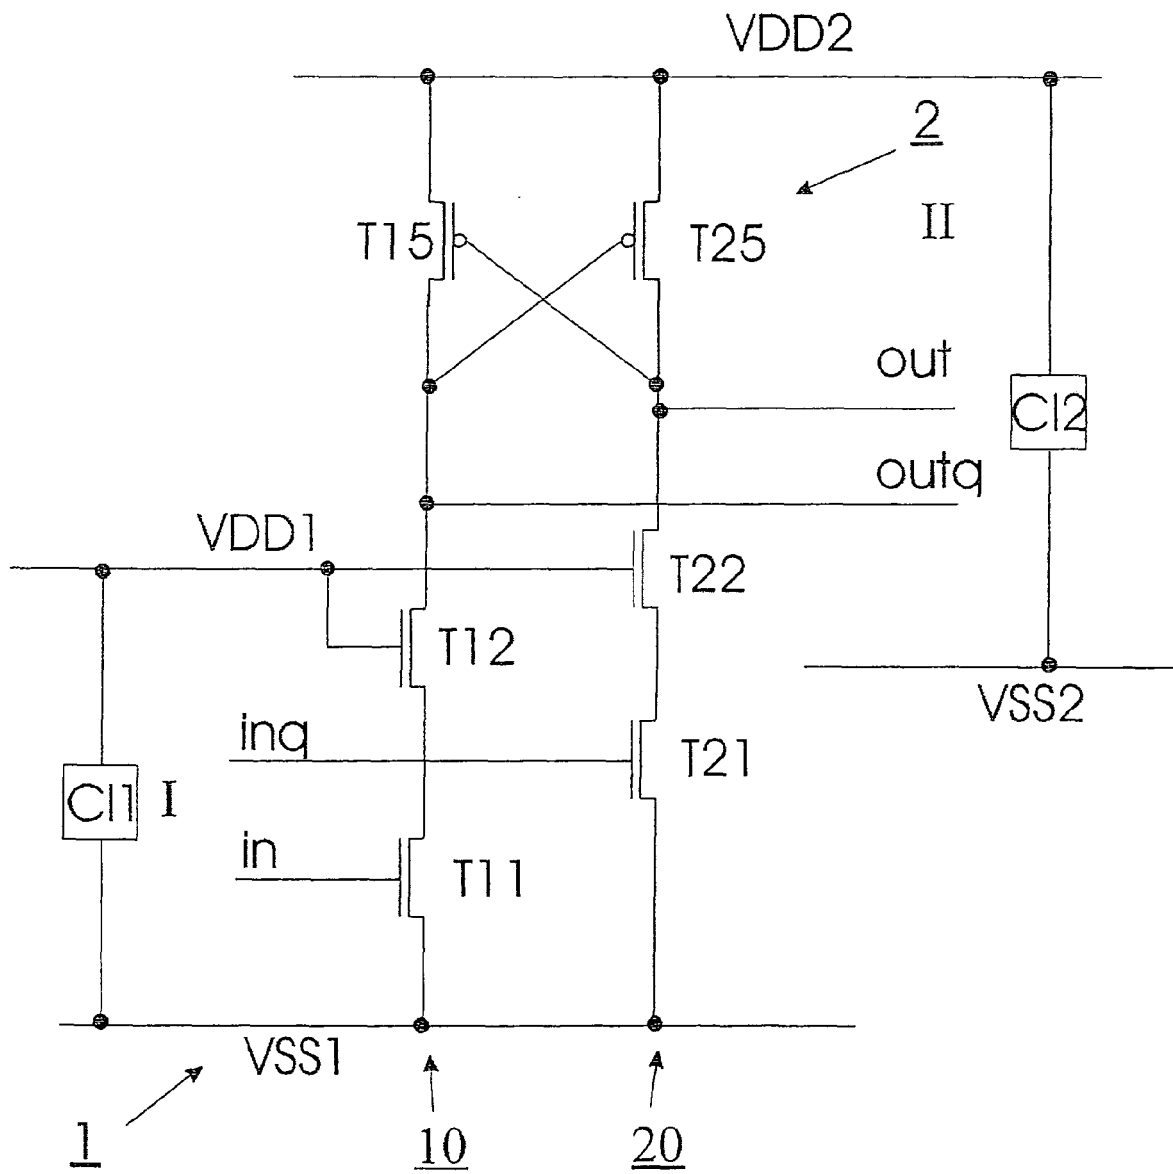 VDD2
2
T15
T25
II
out
CI2
outq
VDD1
T22
T12
VSS2
inq
T21
CI1 I
in
T11
VSS1
1
10
20